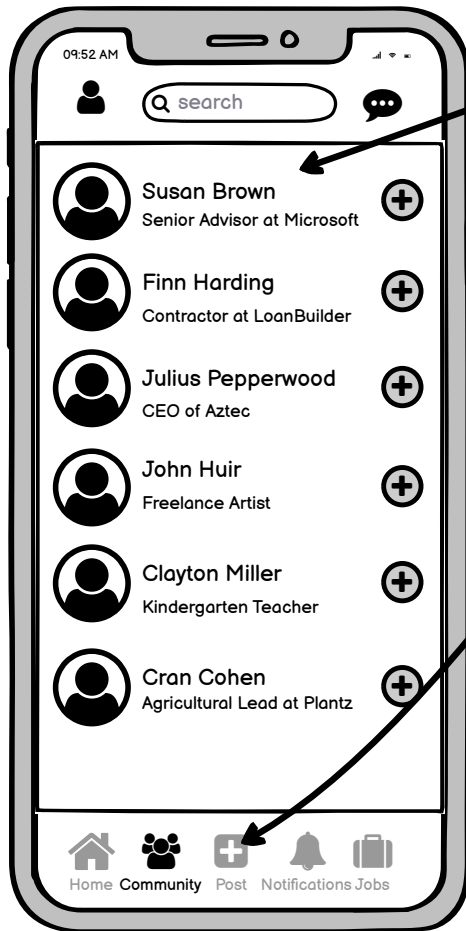 09:52 AM
search
Susan Brown
Senior Advisor at Microsoft
Finn Harding
Contractor at LoanBuilder
Julius Pepperwood
CEO of Aztec
John Huir
Freelance Artist
Clayton Miller
Kindergarten Teacher
Cran Cohen
Agricultural Lead at Plantz
Home Community Post Notifications Jobs